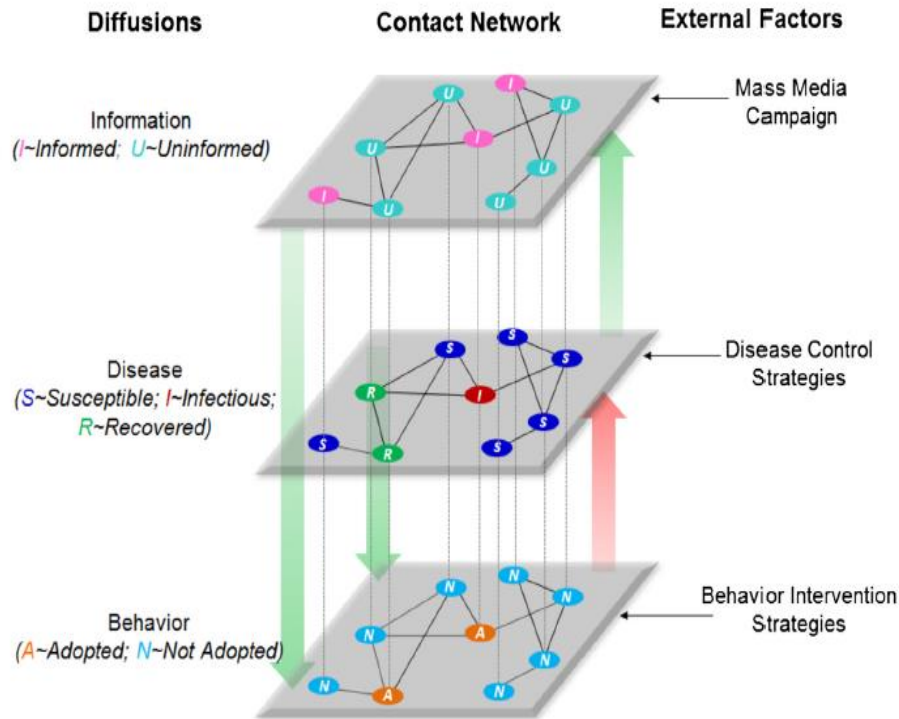 Diffusions
Contact Network
External Factors
Information
(I~Informed; U~Uninformed)
I
U
U
I
U
U
I
U
U
Mass Media
Campaign
Disease
(S~Susceptible; I~Infectious;
R~Recovered)
S
S
S
R
I
S
S
S
R
Disease Control
Strategies
Behavior
(A~Adopted; N~Not Adopted)
N
N
N
N
A
N
N
N
A
Behavior Intervention
Strategies